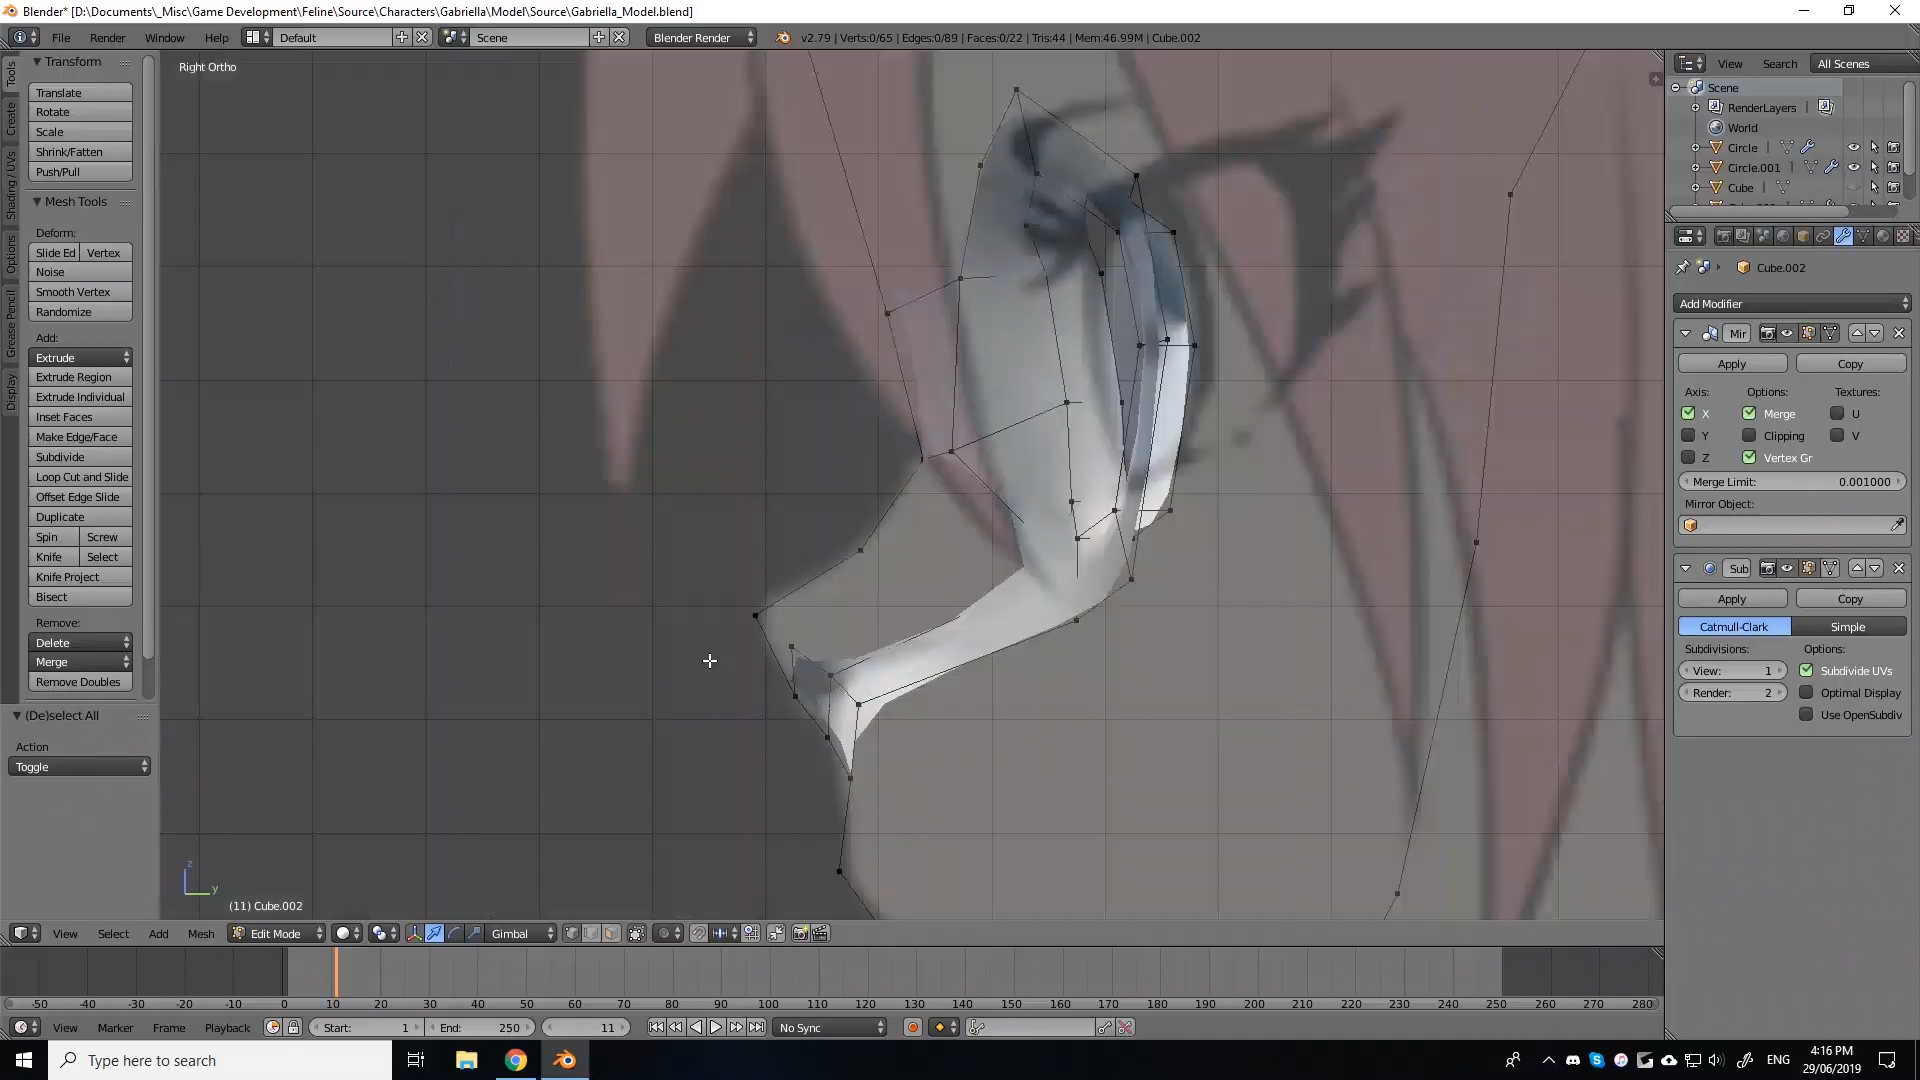 Blender* [D:\Documents\_Misc\Game Development\Feline\Source\Characters\Gabriella\Model\Source\Gabriella_Model.blend]
File Render Window Help Default Scene Blender Render v2.79 | Verts:0/65 | Edges:0/89 | Faces:0/22 | Tris:44 | Mem:46.99M | Cube.002
Tools
Create
Shading / UVs
Options
Grease Pencil
Display
Transform
Translate
Rotate
Scale
Shrink/Fatten
Push/Pull
Mesh Tools
Deform:
Slide Ed Vertex
Noise
Smooth Vertex
Randomize
Add:
Extrude
Extrude Region
Extrude Individual
Inset Faces
Make Edge/Face
Subdivide
Loop Cut and Slide
Offset Edge Slide
Duplicate
Spin Screw
Knife Select
Knife Project
Bisect
Remove:
Delete
Merge
Remove Doubles
(De)select All
Action
Toggle
Right Ortho
z
y
(11) Cube.002
View Select Add Mesh Edit Mode Gimbal
-50 -40 -30 -20 -10 0 10 20 30 40 50 60 70 80 90 100 110 120 130 140 150 160 170 180 190 200 210 220 230 240 250 260 270 280
View Marker Frame Playback Start: 1 End: 250 11 No Sync
View Search All Scenes
Scene
RenderLayers
World
Circle
Circle.001
Cube
Cube.002
Add Modifier
Mir
Apply Copy
Axis: Options: Textures:
X Merge U
Y Clipping V
Z Vertex Gr
Merge Limit: 0.001000
Mirror Object:
Sub
Apply Copy
Catmull-Clark Simple
Subdivisions: Options:
View: 1 Subdivide UVs
Render: 2 Optimal Display
Use OpenSubdiv
Type here to search
ENG
4:16 PM
29/06/2019